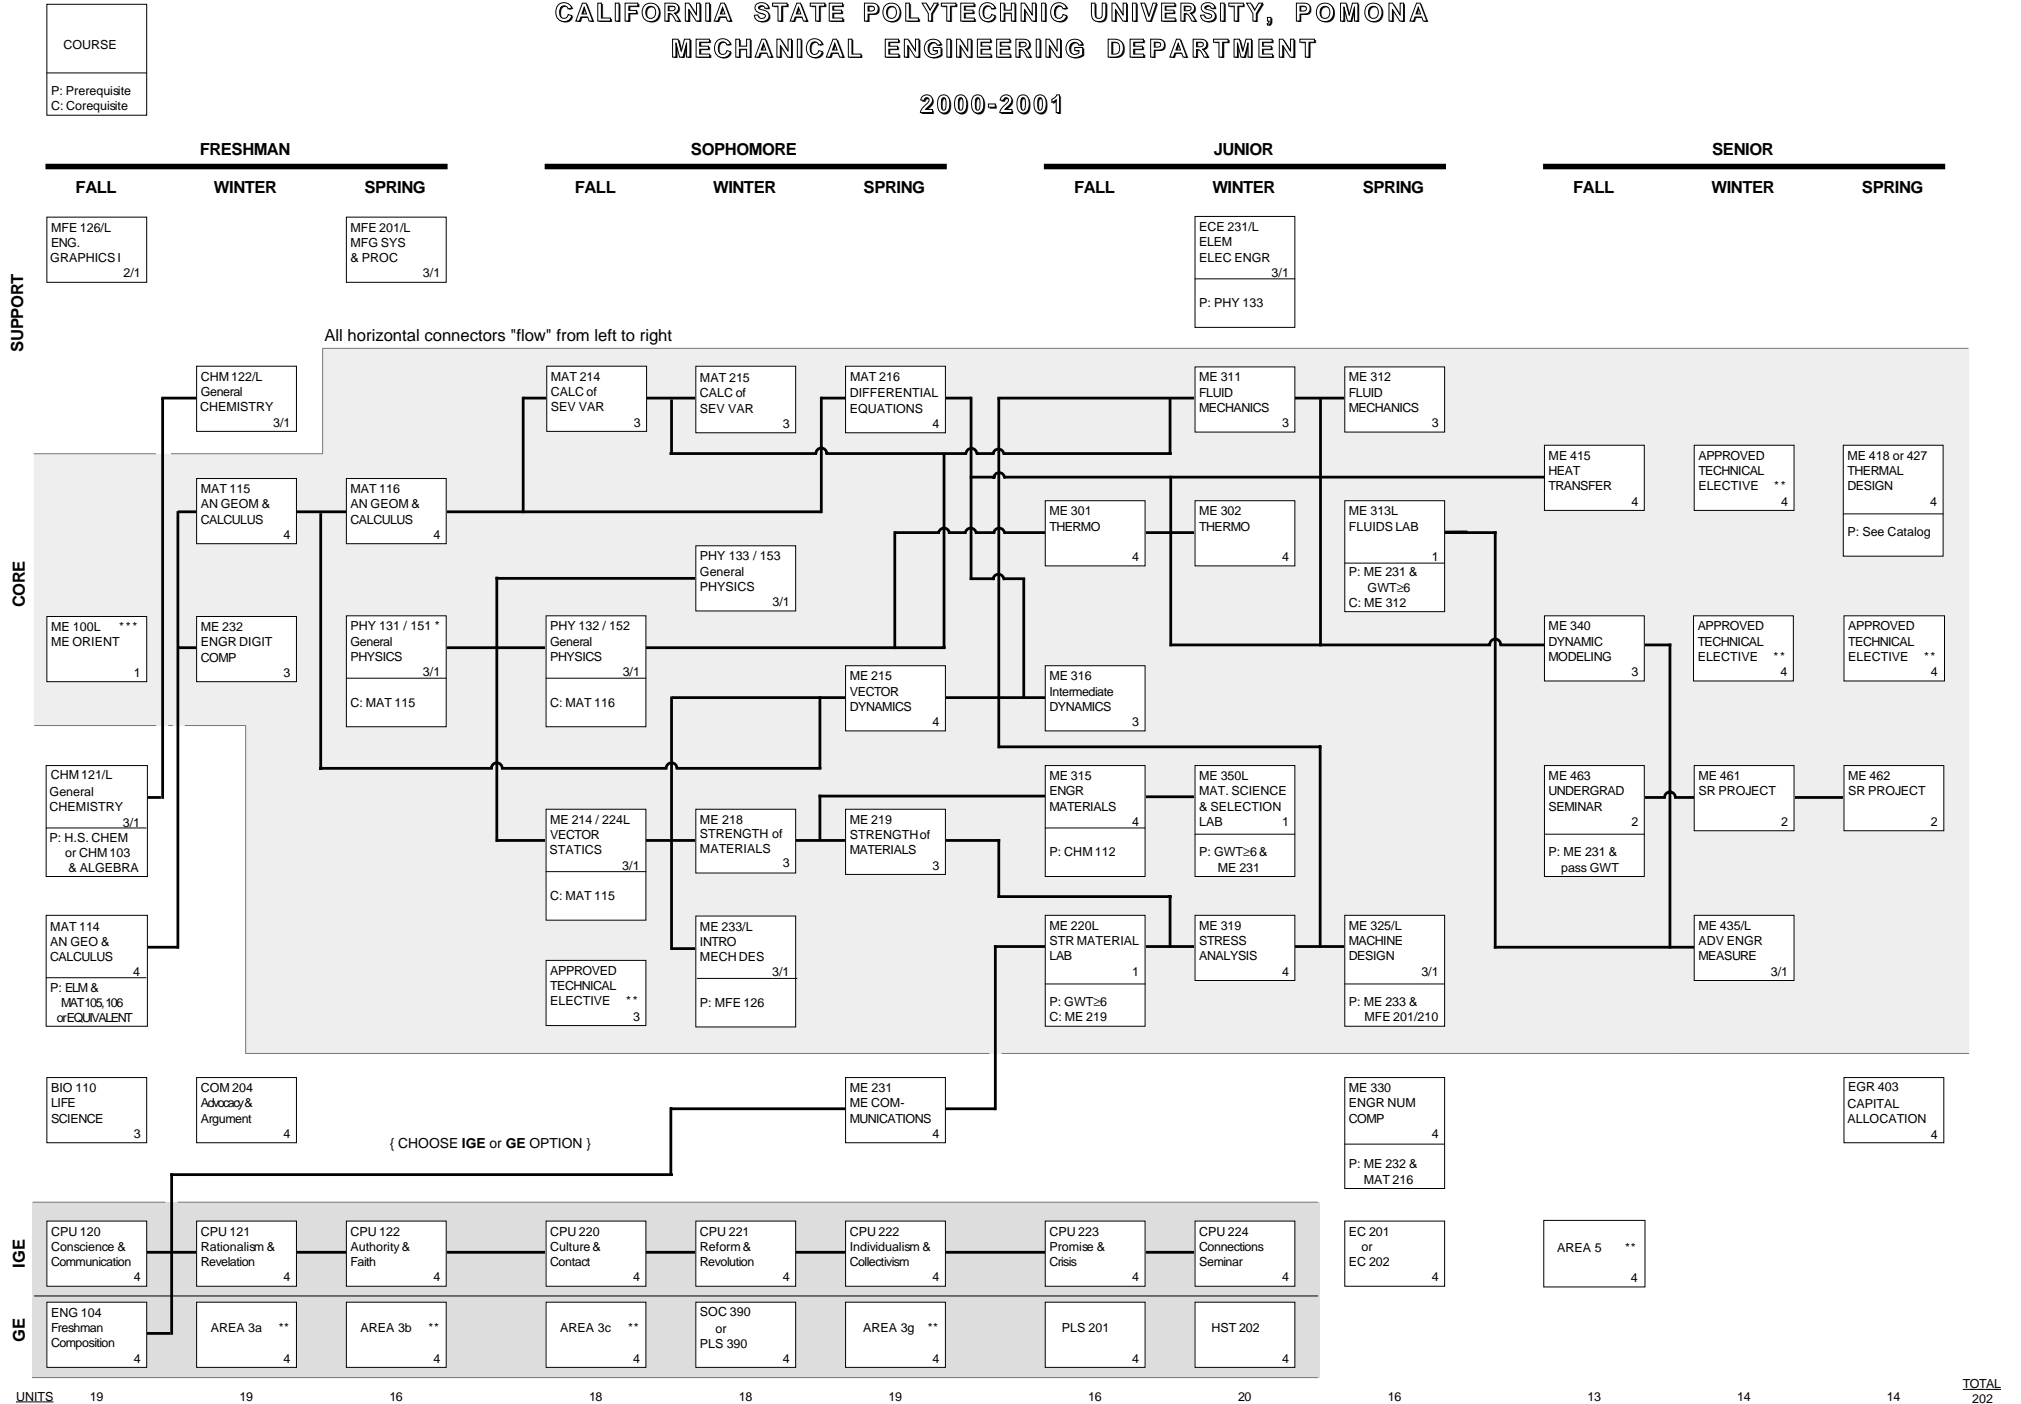 CALIFORNIA STATE POLYTECHNIC UNIVERSITY, POMONA
MECHANICAL ENGINEERING DEPARTMENT
2000-2001
COURSE
P: Prerequisite
C: Corequisite
FRESHMAN
SOPHOMORE
JUNIOR
SENIOR
FALL
WINTER
SPRING
FALL
WINTER
SPRING
FALL
WINTER
SPRING
FALL
WINTER
SPRING
SUPPORT
MFE 126/L
ENG.
GRAPHICS I
2/1
MFE 201/L
MFG SYS
& PROC
3/1
ECE 231/L
ELEM
ELEC ENGR
3/1
P: PHY 133
All horizontal connectors "flow" from left to right
CHM 122/L
General
CHEMISTRY
3/1
MAT 214
CALC of
SEV VAR
3
MAT 215
CALC of
SEV VAR
3
MAT 216
DIFFERENTIAL
EQUATIONS
4
ME 311
FLUID
MECHANICS
3
ME 312
FLUID
MECHANICS
3
CORE
ME 415
HEAT
TRANSFER
4
APPROVED
TECHNICAL
ELECTIVE **
4
ME 418 or 427
THERMAL
DESIGN
4
P: See Catalog
MAT 115
AN GEOM &
CALCULUS
4
MAT 116
AN GEOM &
CALCULUS
4
ME 301
THERMO
4
ME 302
THERMO
4
ME 313L
FLUIDS LAB
1
P: ME 231 &
GWT≥6
C: ME 312
PHY 133 / 153
General
PHYSICS
3/1
ME 100L ***
ME ORIENT
1
ME 232
ENGR DIGIT
COMP
3
PHY 131 / 151 *
General
PHYSICS
3/1
C: MAT 115
PHY 132 / 152
General
PHYSICS
3/1
C: MAT 116
ME 340
DYNAMIC
MODELING
3
APPROVED
TECHNICAL
ELECTIVE **
4
APPROVED
TECHNICAL
ELECTIVE **
4
ME 215
VECTOR
DYNAMICS
4
ME 316
Intermediate
DYNAMICS
3
CHM 121/L
General
CHEMISTRY
3/1
P: H.S. CHEM
or CHM 103
& ALGEBRA
ME 214 / 224L
VECTOR
STATICS
3/1
C: MAT 115
ME 218
STRENGTH of
MATERIALS
3
ME 219
STRENGTH of
MATERIALS
3
ME 315
ENGR
MATERIALS
4
P: CHM 112
ME 350L
MAT. SCIENCE
& SELECTION
LAB 1
P: GWT≥6 &
ME 231
ME 463
UNDERGRAD
SEMINAR
2
P: ME 231 &
pass GWT
ME 461
SR PROJECT
2
ME 462
SR PROJECT
2
MAT 114
AN GEO &
CALCULUS
4
P: ELM &
MAT 105, 106
or EQUIVALENT
APPROVED
TECHNICAL
ELECTIVE **
3
ME 233/L
INTRO
MECH DES
3/1
P: MFE 126
ME 220L
STR MATERIAL
LAB
1
P: GWT≥6
C: ME 219
ME 319
STRESS
ANALYSIS
4
ME 325/L
MACHINE
DESIGN
3/1
P: ME 233 &
MFE 201/210
ME 435/L
ADV ENGR
MEASURE
3/1
BIO 110
LIFE
SCIENCE
3
COM 204
Advocacy &
Argument
4
{ CHOOSE IGE or GE OPTION }
ME 231
ME COM-
MUNICATIONS
4
ME 330
ENGR NUM
COMP
4
P: ME 232 &
MAT 216
EGR 403
CAPITAL
ALLOCATION
4
IGE
CPU 120
Conscience &
Communication
4
CPU 121
Rationalism &
Revelation
4
CPU 122
Authority &
Faith
4
CPU 220
Culture &
Contact
4
CPU 221
Reform &
Revolution
4
CPU 222
Individualism &
Collectivism
4
CPU 223
Promise &
Crisis
4
CPU 224
Connections
Seminar
4
EC 201
or
EC 202
4
AREA 5 **
4
GE
ENG 104
Freshman
Composition
4
AREA 3a **
4
AREA 3b **
4
AREA 3c **
4
SOC 390
or
PLS 390
4
AREA 3g **
4
PLS 201
4
HST 202
4
UNITS 19 19 16 18 18 19 16 20 16 13 14 14
TOTAL
202